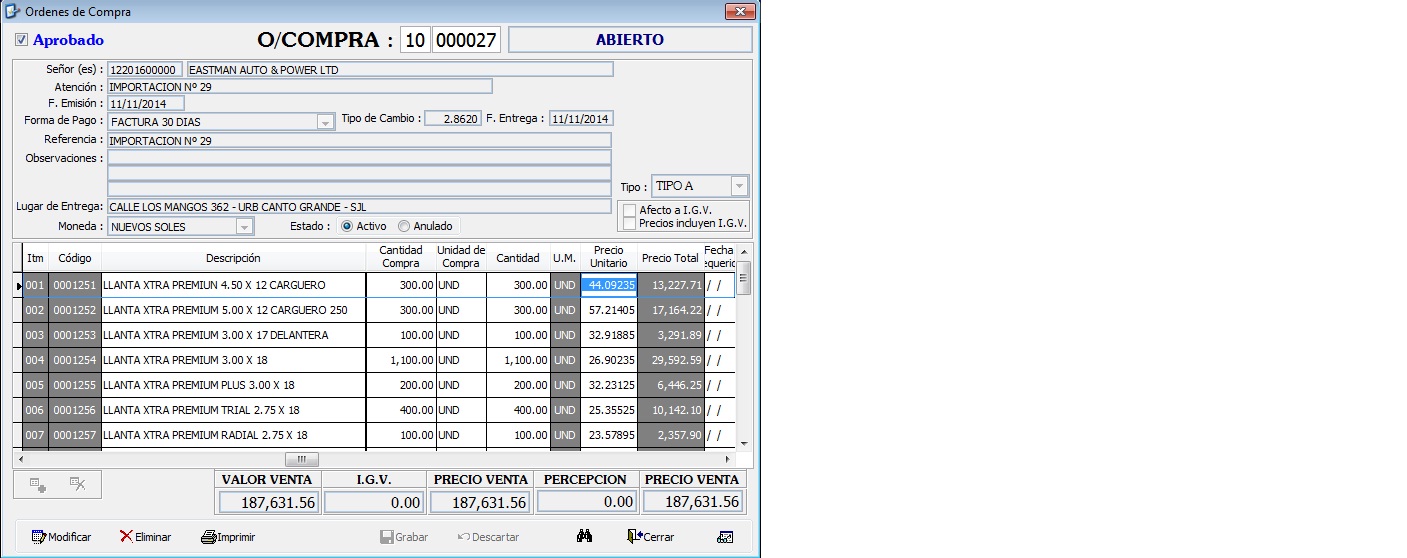 Ordenes de Compra
Aprobado O/COMPRA : 10 000027 ABIERTO
Señor (es) : 12201600000 EASTMAN AUTO & POWER LTD
Atención : IMPORTACION Nº 29
F. Emisión : 11/11/2014
Forma de Pago : FACTURA 30 DIAS Tipo de Cambio : 2.8620 F. Entrega : 11/11/2014
Referencia : IMPORTACION Nº 29
Observaciones :
Tipo : TIPO A
Lugar de Entrega: CALLE LOS MANGOS 362 - URB CANTO GRANDE - SJL
Afecto a I.G.V.
Precios incluyen I.G.V.
Moneda : NUEVOS SOLES Estado : Activo Anulado
Itm Código Descripción Cantidad Compra Unidad de Compra Cantidad U.M. Precio Unitario Precio Total Fecha equerid
001 0001251 LLANTA XTRA PREMIUN 4.50 X 12 CARGUERO 300.00 UND 300.00 UND 44.09235 13,227.71 / /
002 0001252 LLANTA XTRA PREMIUM 5.00 X 12 CARGUERO 250 300.00 UND 300.00 UND 57.21405 17,164.22 / /
003 0001253 LLANTA XTRA PREMIUM 3.00 X 17 DELANTERA 100.00 UND 100.00 UND 32.91885 3,291.89 / /
004 0001254 LLANTA XTRA PREMIUM 3.00 X 18 1,100.00 UND 1,100.00 UND 26.90235 29,592.59 / /
005 0001255 LLANTA XTRA PREMIUM PLUS 3.00 X 18 200.00 UND 200.00 UND 32.23125 6,446.25 / /
006 0001256 LLANTA XTRA PREMIUM TRIAL 2.75 X 18 400.00 UND 400.00 UND 25.35525 10,142.10 / /
007 0001257 LLANTA XTRA PREMIUM RADIAL 2.75 X 18 100.00 UND 100.00 UND 23.57895 2,357.90 / /
VALOR VENTA I.G.V. PRECIO VENTA PERCEPCION PRECIO VENTA
187,631.56 0.00 187,631.56 0.00 187,631.56
Modificar Eliminar Imprimir Grabar Descartar Cerrar